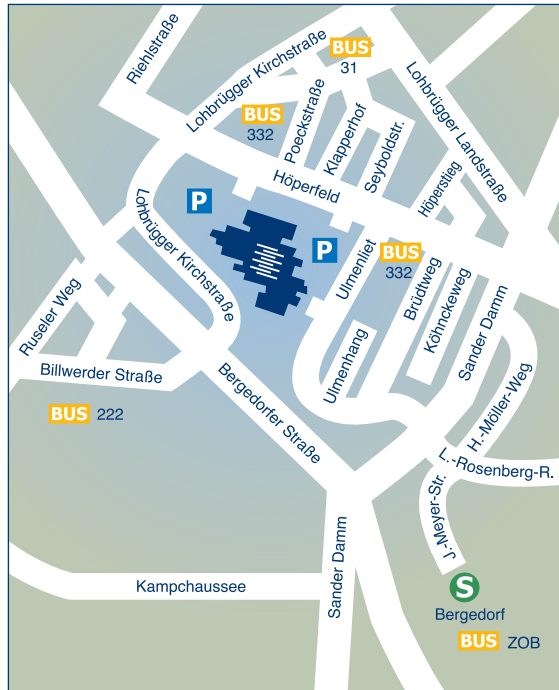 Riehlstraße
Lohbrügger Kirchstraße
BUS
31
Lohbrügger Landstraße
BUS
332
Poeckstraße
Klapperhof
Seyboldstr.
Höperfeld
Höperstieg
P
Lohbrügger Kirchstraße
P
Ulmenliet
BUS
332
Brüdtweg
Köhnckeweg
Sander Damm
Ruseler Weg
Ulmenhang
Billwerder Straße
BUS 222
Bergedorfer Straße
H.-Möller-Weg
L.-Rosenberg-R.
J.-Meyer-Str.
Kampchaussee
Sander Damm
S
Bergedorf
BUS ZOB